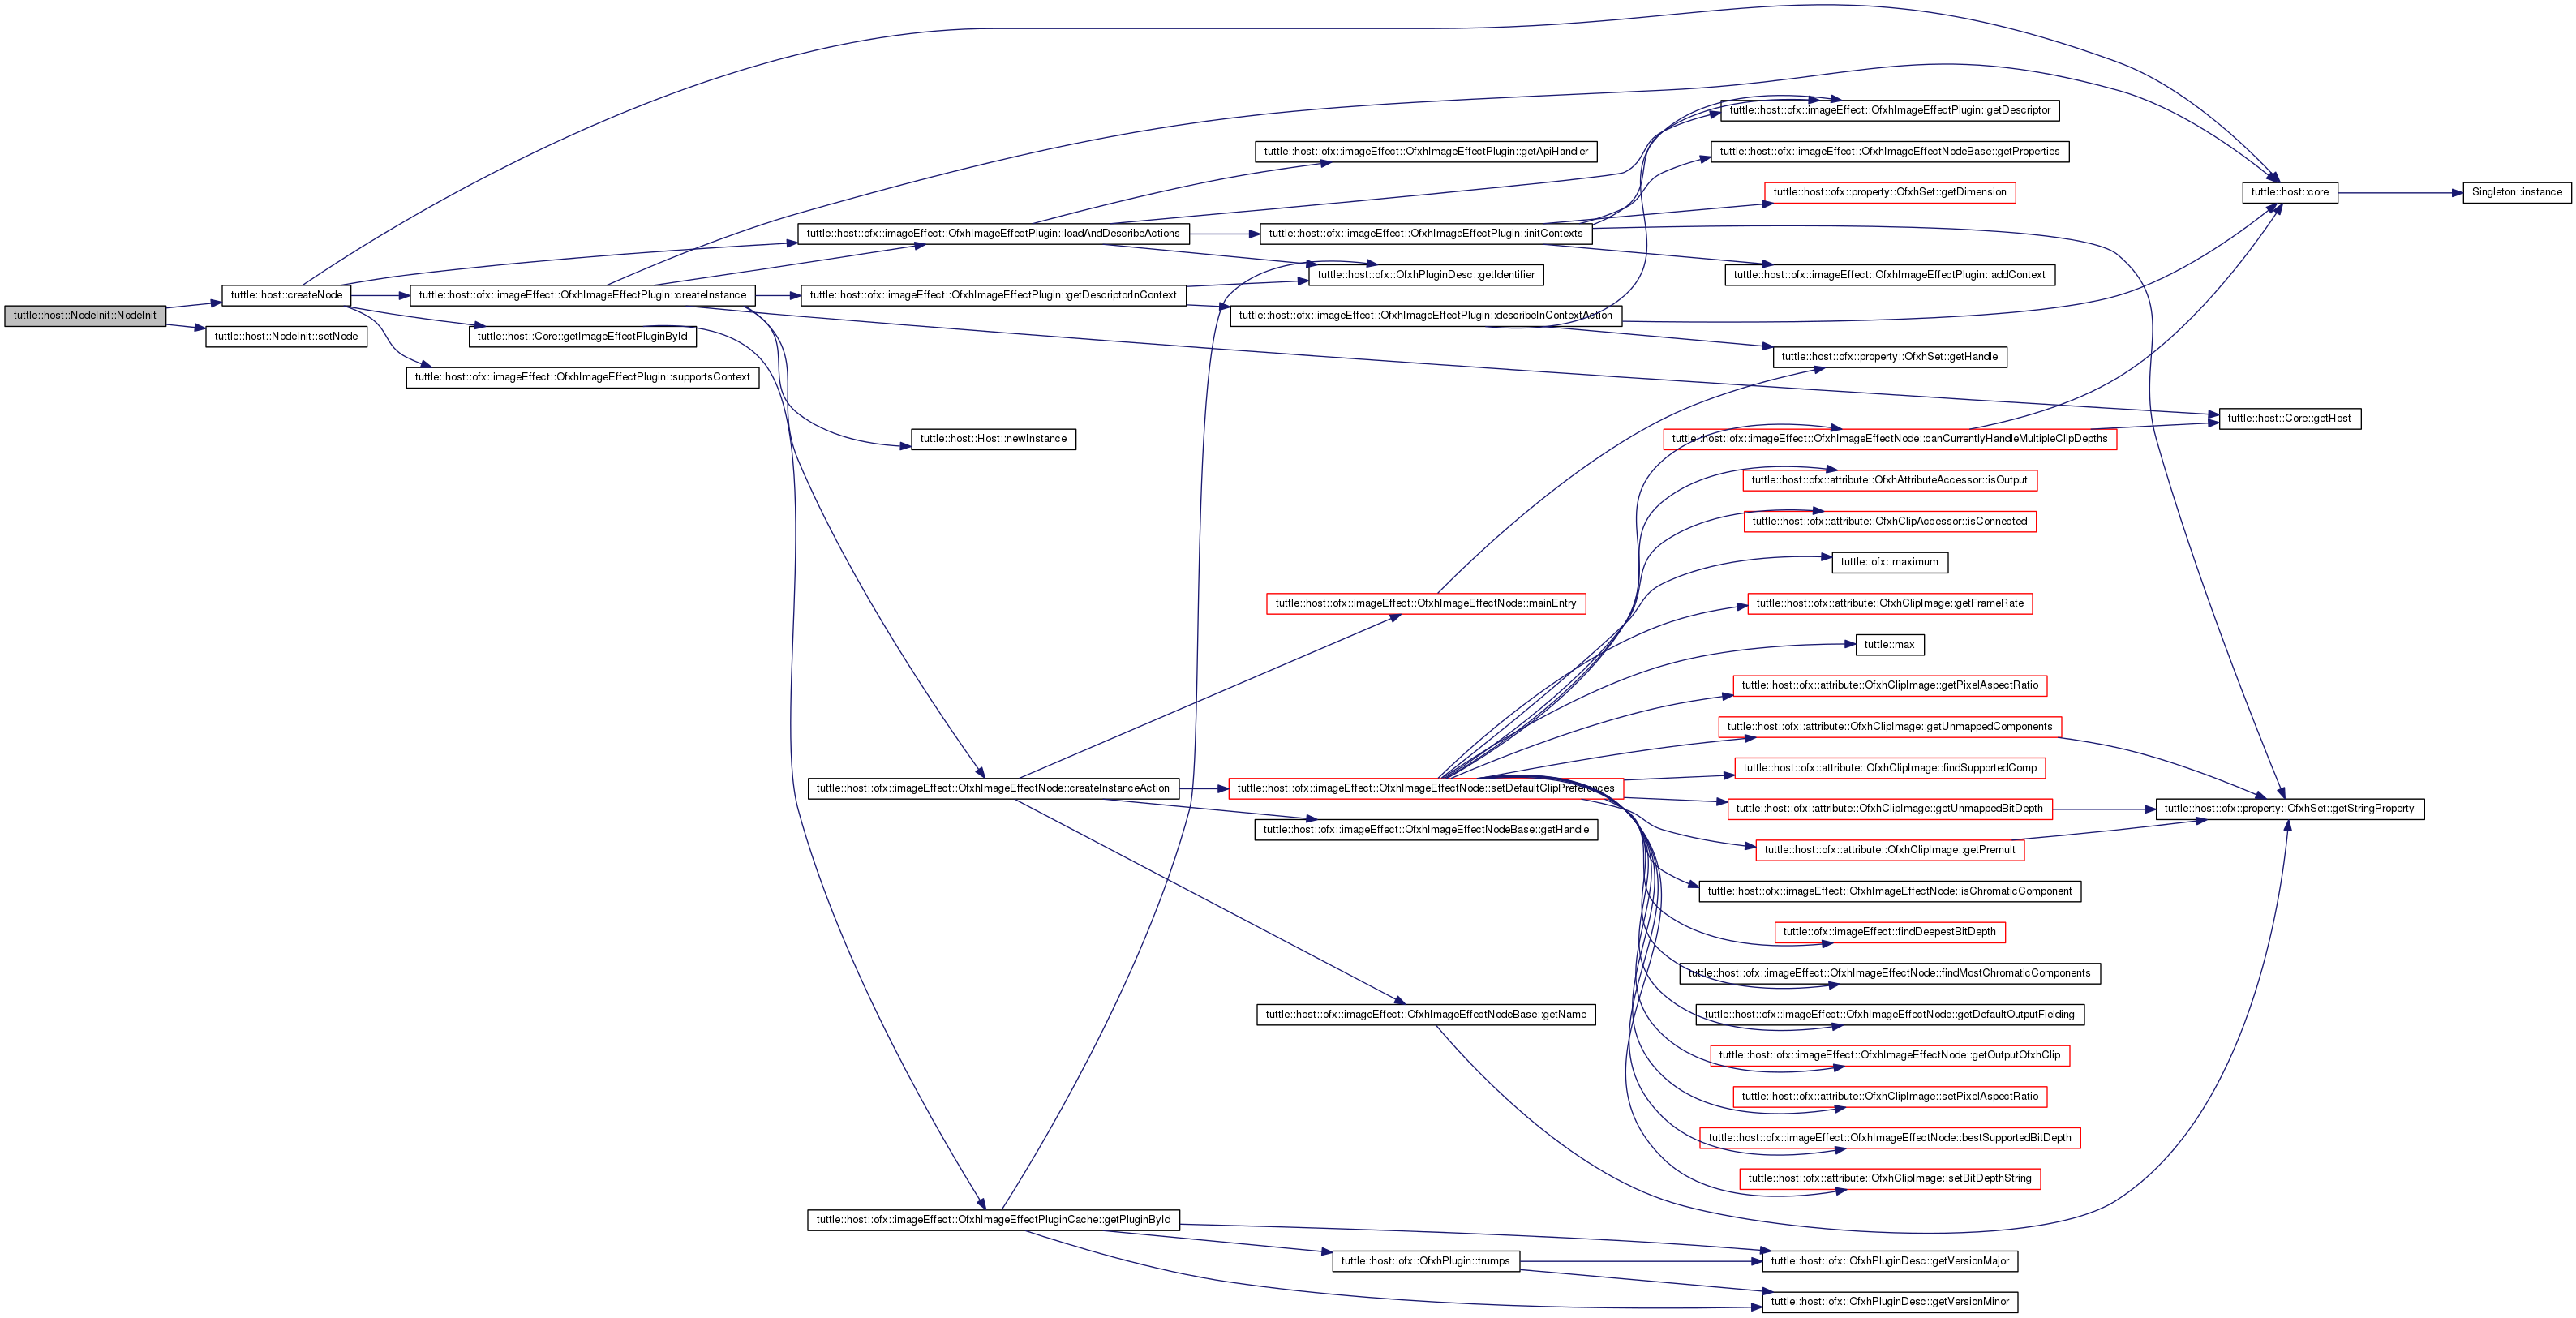 tuttle::host::ofx::imageEffect::OfxhImageEffectPlugin::getDescriptor
tuttle::host::ofx::imageEffect::OfxhImageEffectPlugin::getApiHandler
tuttle::host::ofx::imageEffect::OfxhImageEffectNodeBase::getProperties
tuttle::host::ofx::property::OfxhSet::getDimension
tuttle::host::core
Singleton::instance
tuttle::host::ofx::imageEffect::OfxhImageEffectPlugin::loadAndDescribeActions
tuttle::host::ofx::imageEffect::OfxhImageEffectPlugin::initContexts
tuttle::host::ofx::OfxhPluginDesc::getIdentifier
tuttle::host::ofx::imageEffect::OfxhImageEffectPlugin::addContext
tuttle::host::createNode
tuttle::host::ofx::imageEffect::OfxhImageEffectPlugin::createInstance
tuttle::host::ofx::imageEffect::OfxhImageEffectPlugin::getDescriptorInContext
tuttle::host::NodeInit::NodeInit
tuttle::host::ofx::imageEffect::OfxhImageEffectPlugin::describeInContextAction
tuttle::host::NodeInit::setNode
tuttle::host::Core::getImageEffectPluginById
tuttle::host::ofx::property::OfxhSet::getHandle
tuttle::host::ofx::imageEffect::OfxhImageEffectPlugin::supportsContext
tuttle::host::Core::getHost
tuttle::host::Host::newInstance
tuttle::host::ofx::imageEffect::OfxhImageEffectNode::canCurrentlyHandleMultipleClipDepths
tuttle::host::ofx::attribute::OfxhAttributeAccessor::isOutput
tuttle::host::ofx::attribute::OfxhClipAccessor::isConnected
tuttle::ofx::maximum
tuttle::host::ofx::imageEffect::OfxhImageEffectNode::mainEntry
tuttle::host::ofx::attribute::OfxhClipImage::getFrameRate
tuttle::max
tuttle::host::ofx::attribute::OfxhClipImage::getPixelAspectRatio
tuttle::host::ofx::attribute::OfxhClipImage::getUnmappedComponents
tuttle::host::ofx::attribute::OfxhClipImage::findSupportedComp
tuttle::host::ofx::imageEffect::OfxhImageEffectNode::createInstanceAction
tuttle::host::ofx::imageEffect::OfxhImageEffectNode::setDefaultClipPreferences
tuttle::host::ofx::attribute::OfxhClipImage::getUnmappedBitDepth
tuttle::host::ofx::property::OfxhSet::getStringProperty
tuttle::host::ofx::imageEffect::OfxhImageEffectNodeBase::getHandle
tuttle::host::ofx::attribute::OfxhClipImage::getPremult
tuttle::host::ofx::imageEffect::OfxhImageEffectNode::isChromaticComponent
tuttle::ofx::imageEffect::findDeepestBitDepth
tuttle::host::ofx::imageEffect::OfxhImageEffectNode::findMostChromaticComponents
tuttle::host::ofx::imageEffect::OfxhImageEffectNodeBase::getName
tuttle::host::ofx::imageEffect::OfxhImageEffectNode::getDefaultOutputFielding
tuttle::host::ofx::imageEffect::OfxhImageEffectNode::getOutputOfxhClip
tuttle::host::ofx::attribute::OfxhClipImage::setPixelAspectRatio
tuttle::host::ofx::imageEffect::OfxhImageEffectNode::bestSupportedBitDepth
tuttle::host::ofx::attribute::OfxhClipImage::setBitDepthString
tuttle::host::ofx::imageEffect::OfxhImageEffectPluginCache::getPluginById
tuttle::host::ofx::OfxhPlugin::trumps
tuttle::host::ofx::OfxhPluginDesc::getVersionMajor
tuttle::host::ofx::OfxhPluginDesc::getVersionMinor